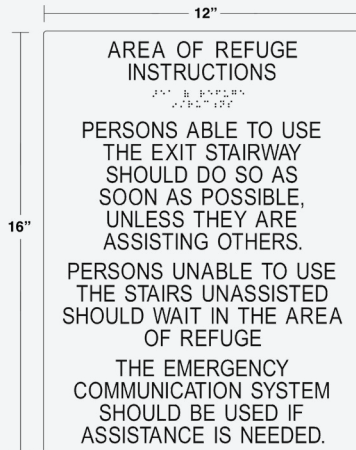 12”
AREA OF REFUGE
INSTRUCTIONS
16”
PERSONS ABLE TO USE
THE EXIT STAIRWAY
SHOULD DO SO AS
SOON AS POSSIBLE,
UNLESS THEY ARE
ASSISTING OTHERS.
PERSONS UNABLE TO USE
THE STAIRS UNASSISTED
SHOULD WAIT IN THE AREA
OF REFUGE
THE EMERGENCY
COMMUNICATION SYSTEM
SHOULD BE USED IF
ASSISTANCE IS NEEDED.